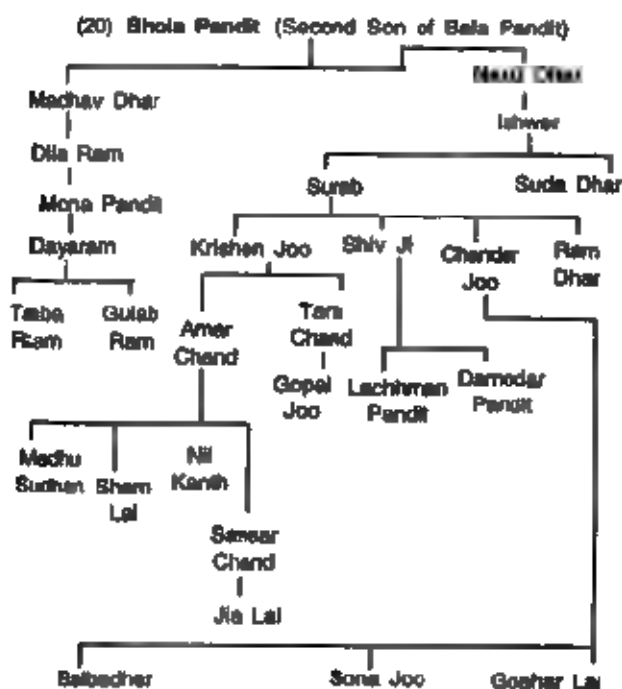 (20) Bhola Pandit (Second Son of Bala Pandit)
Nand Dhar
Madhav Dhar
Ishwer
Dila Ram
Surab Suda Dhar
Mona Pandit
Dayaram Krishen Joo Shiv Ji Chander Joo Ram Dhar
Taba Ram Gulab Ram Amar Chand Tara Chand
Gopal Joo Lachhman Pandit Damodar Pandit
Madhu Sudhan Sham Lal Nil Kanth
Sansar Chand
Jia Lal
Balbadher Sona Joo Goshar Lal